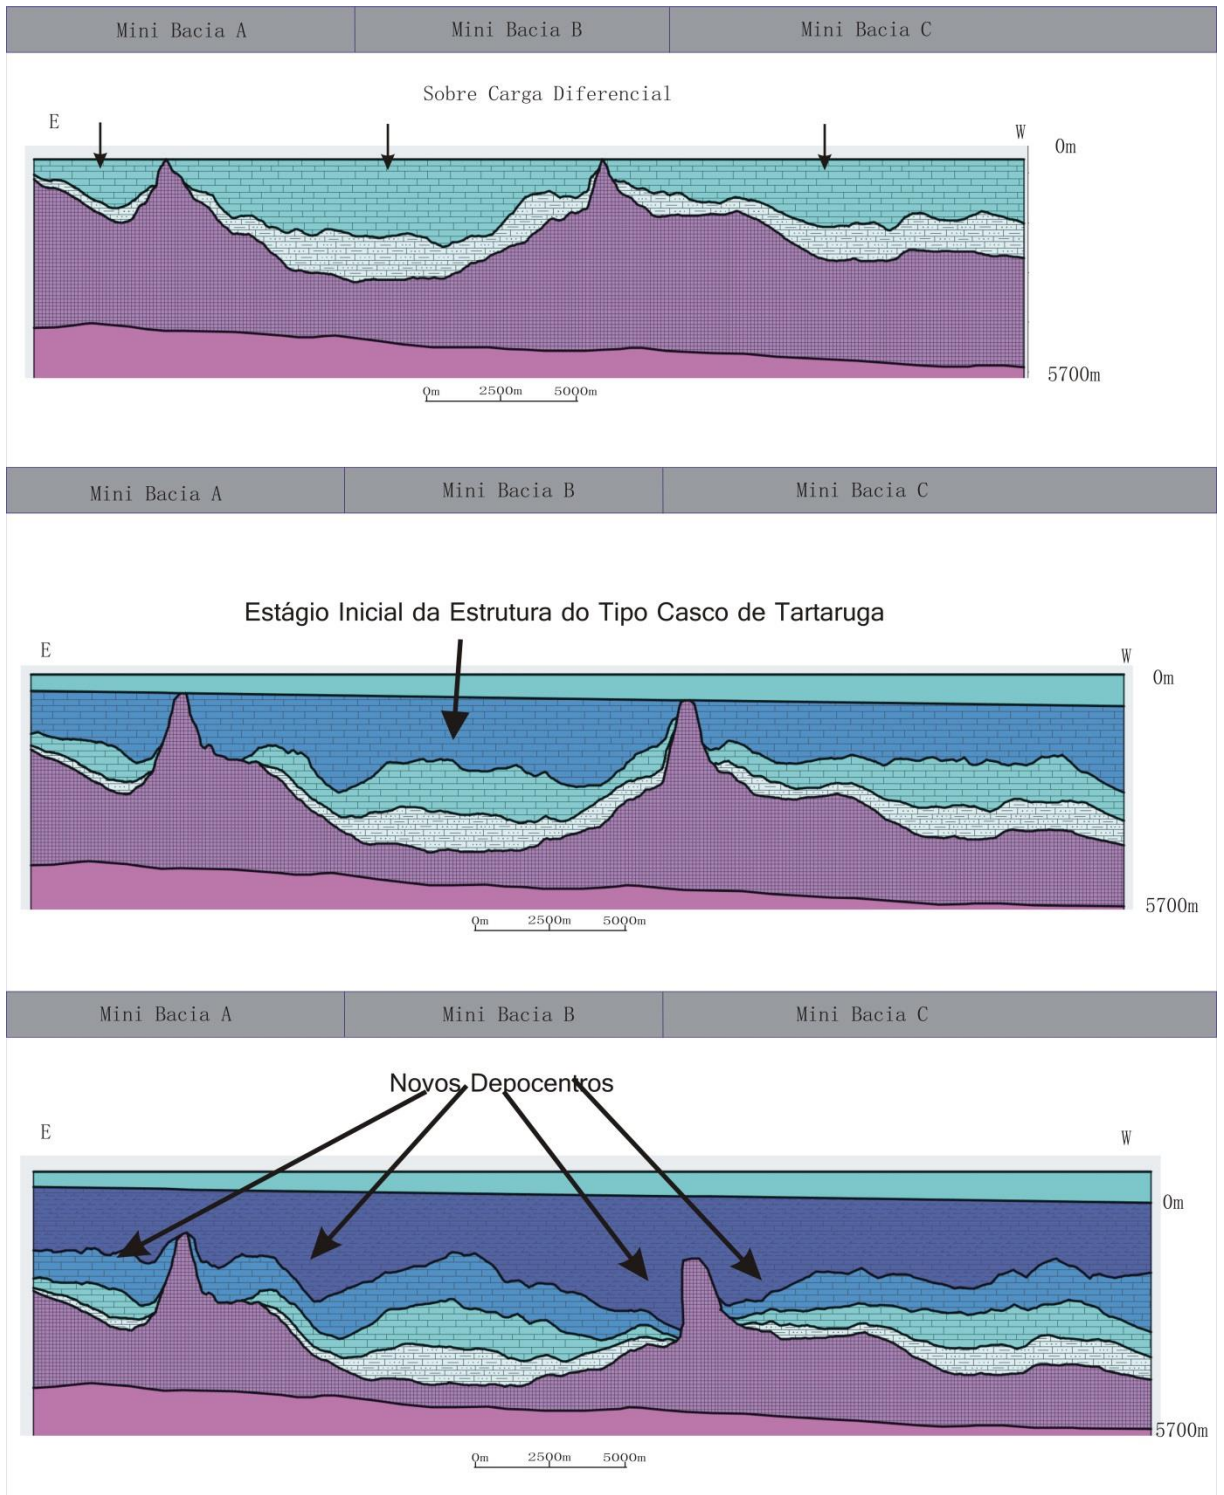 Mini Bacia A Mini Bacia B Mini Bacia C
Sobre Carga Diferencial
E W 0m
5700m
0m 2500m 5000m
Mini Bacia A Mini Bacia B Mini Bacia C
Estágio Inicial da Estrutura do Tipo Casco de Tartaruga
E W 0m
5700m
0m 2500m 5000m
Mini Bacia A Mini Bacia B Mini Bacia C
Novos Depocentros
E W
0m
5700m
0m 2500m 5000m